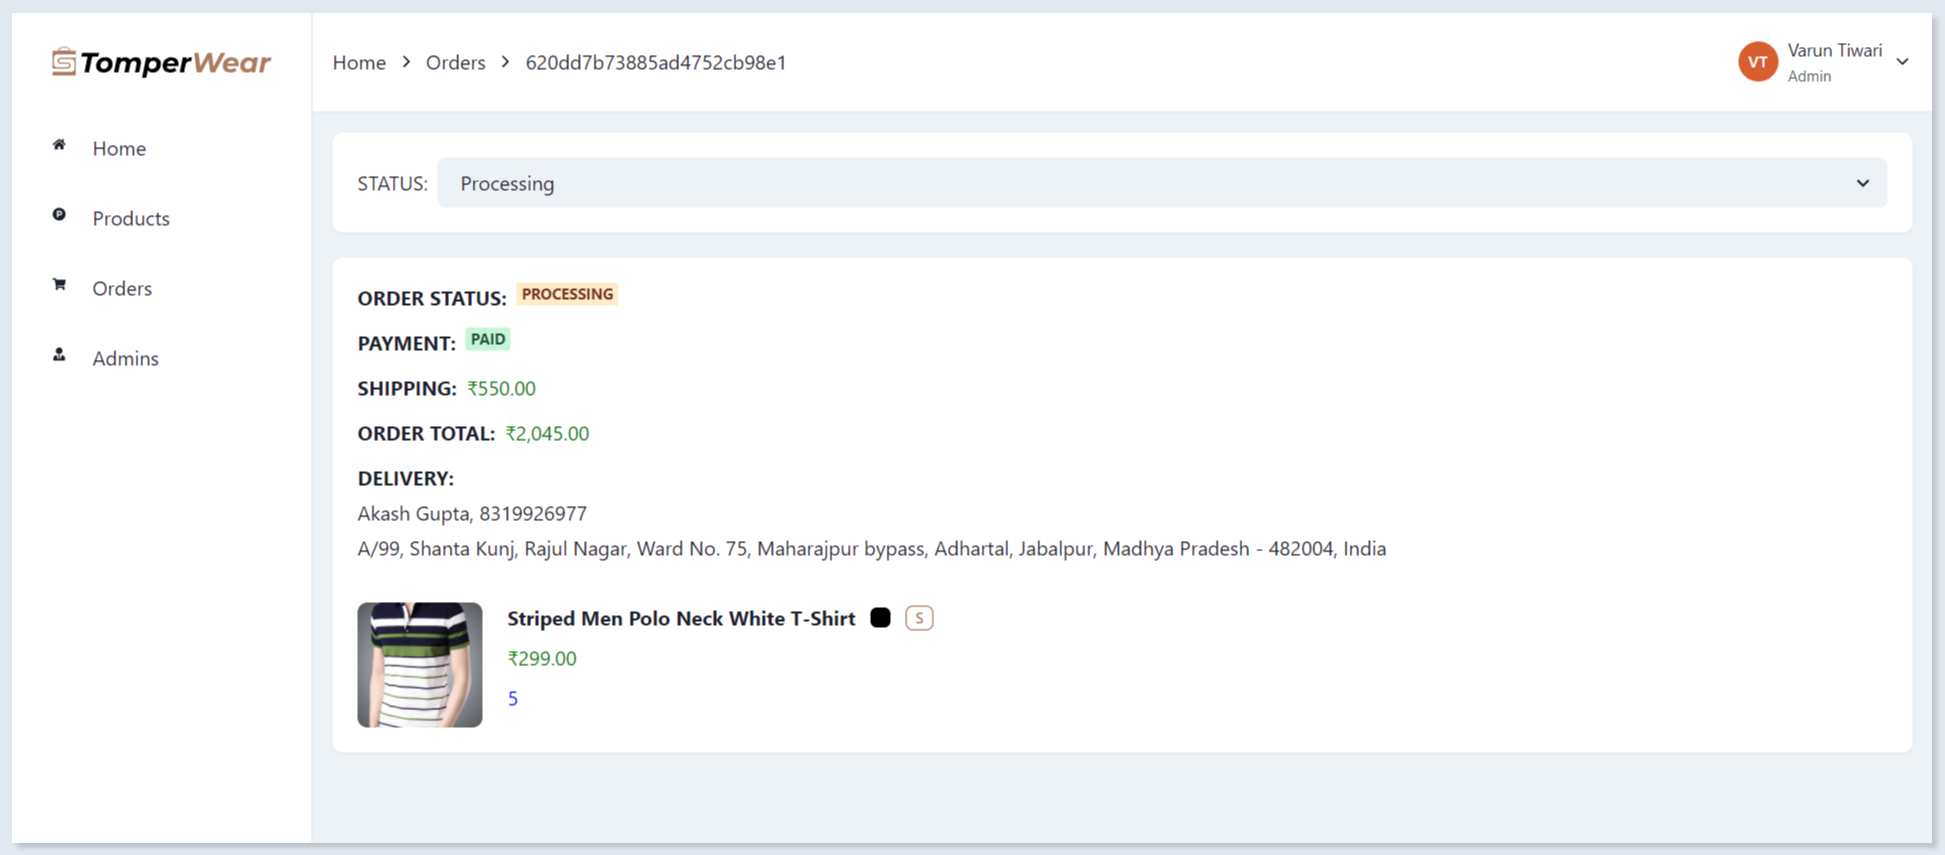 TomperWear
Home > Orders > 620dd7b73885ad4752cb98e1
VT
Varun Tiwari
Admin
Home
Products
Orders
Admins
STATUS: Processing
ORDER STATUS: PROCESSING
PAYMENT: PAID
SHIPPING: ₹550.00
ORDER TOTAL: ₹2,045.00
DELIVERY:
Akash Gupta, 8319926977
A/99, Shanta Kunj, Rajul Nagar, Ward No. 75, Maharajpur bypass, Adhartal, Jabalpur, Madhya Pradesh - 482004, India
Striped Men Polo Neck White T-Shirt S
₹299.00
5